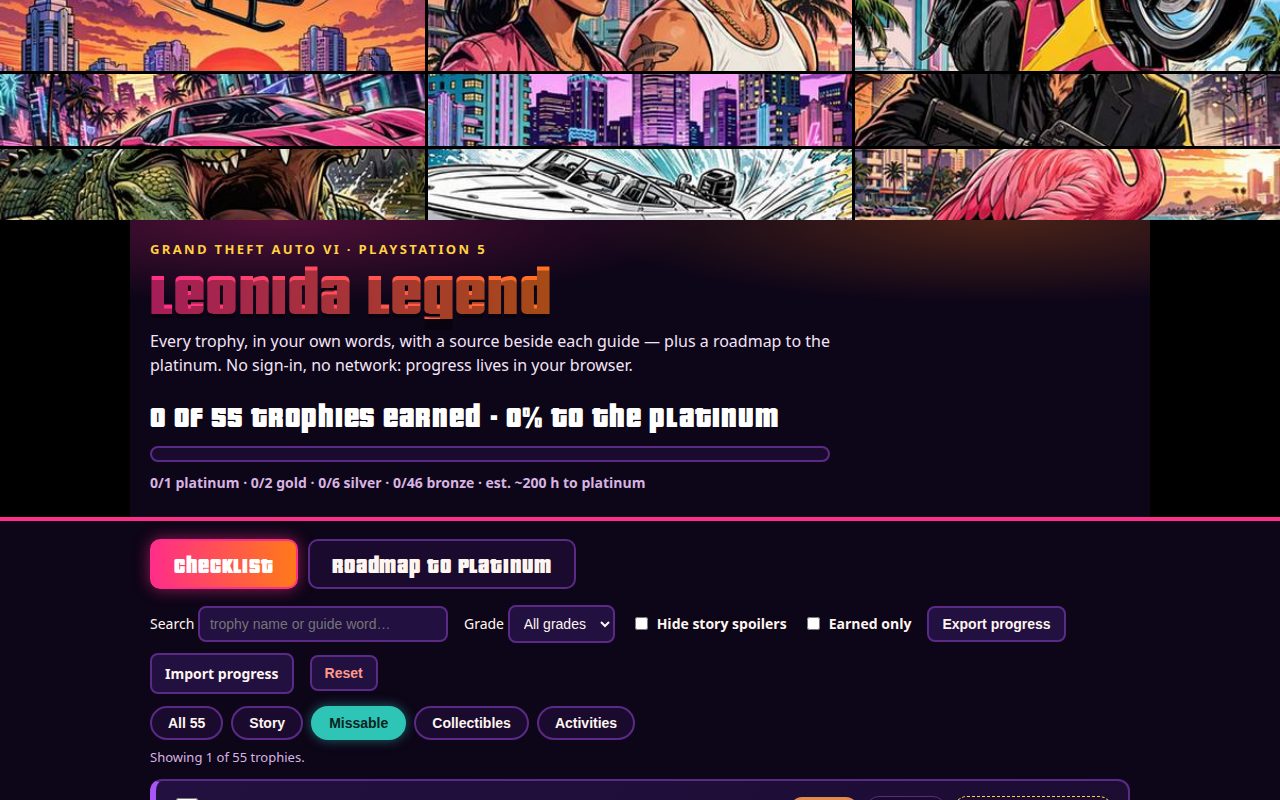 GRAND THEFT AUTO VI · PLAYSTATION 5
Leonida Legend
Every trophy, in your own words, with a source beside each guide — plus a roadmap to the
platinum. No sign-in, no network: progress lives in your browser.
0 OF 55 trophies earned · 0% to the platinum
0/1 platinum · 0/2 gold · 0/6 silver · 0/46 bronze · est. ~200 h to platinum
Checklist Roadmap to Platinum
Search trophy name or guide word… Grade All grades Hide story spoilers Earned only Export progress
Import progress Reset
All 55 Story Missable Collectibles Activities
Showing 1 of 55 trophies.